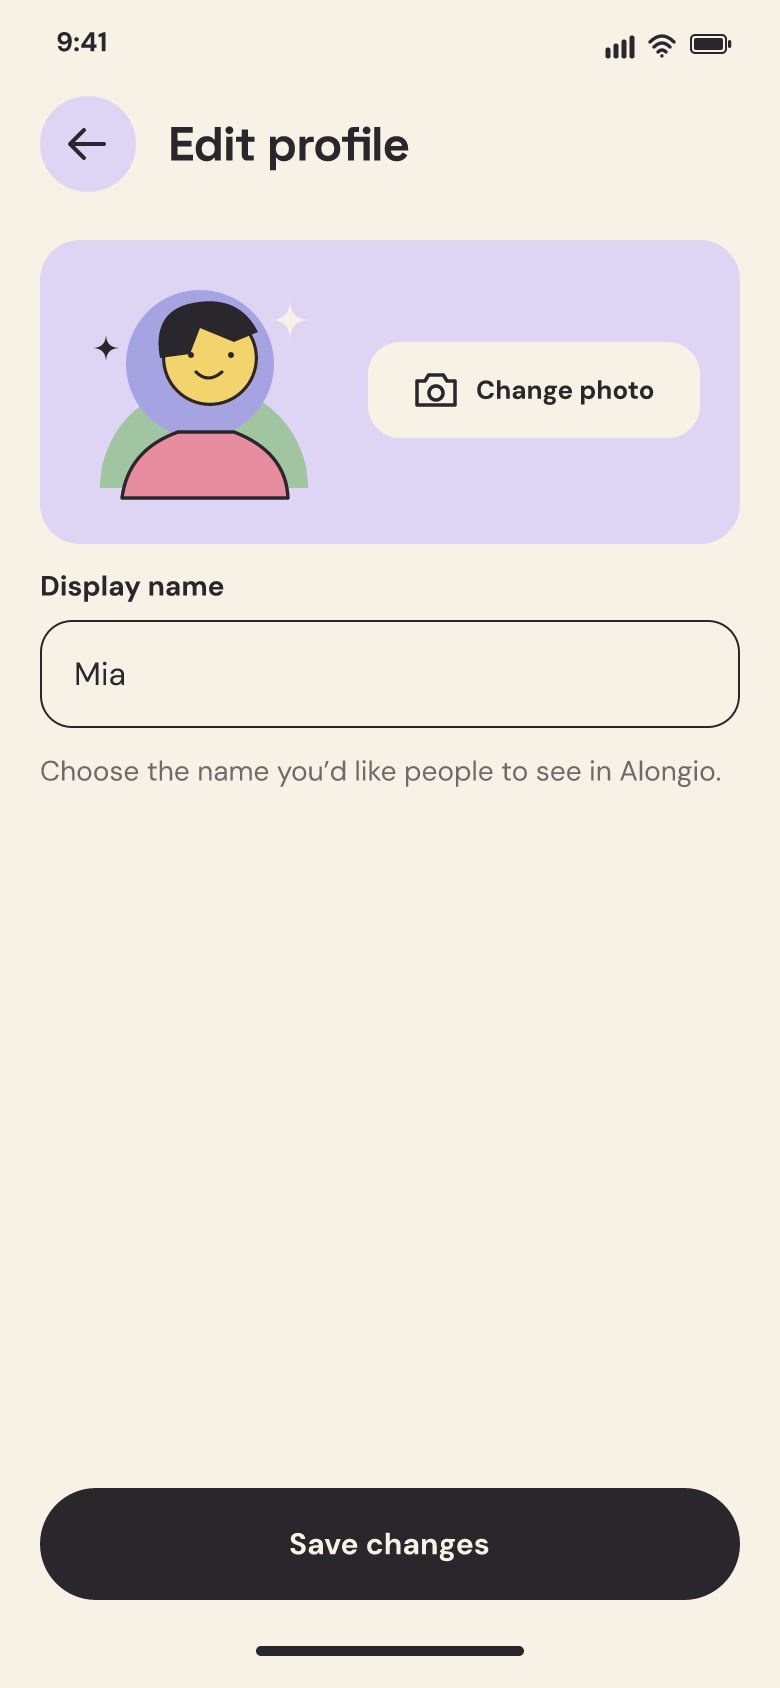 9:41
Edit profile
Change photo
Display name
Mia
Choose the name you’d like people to see in Alongio.
Save changes